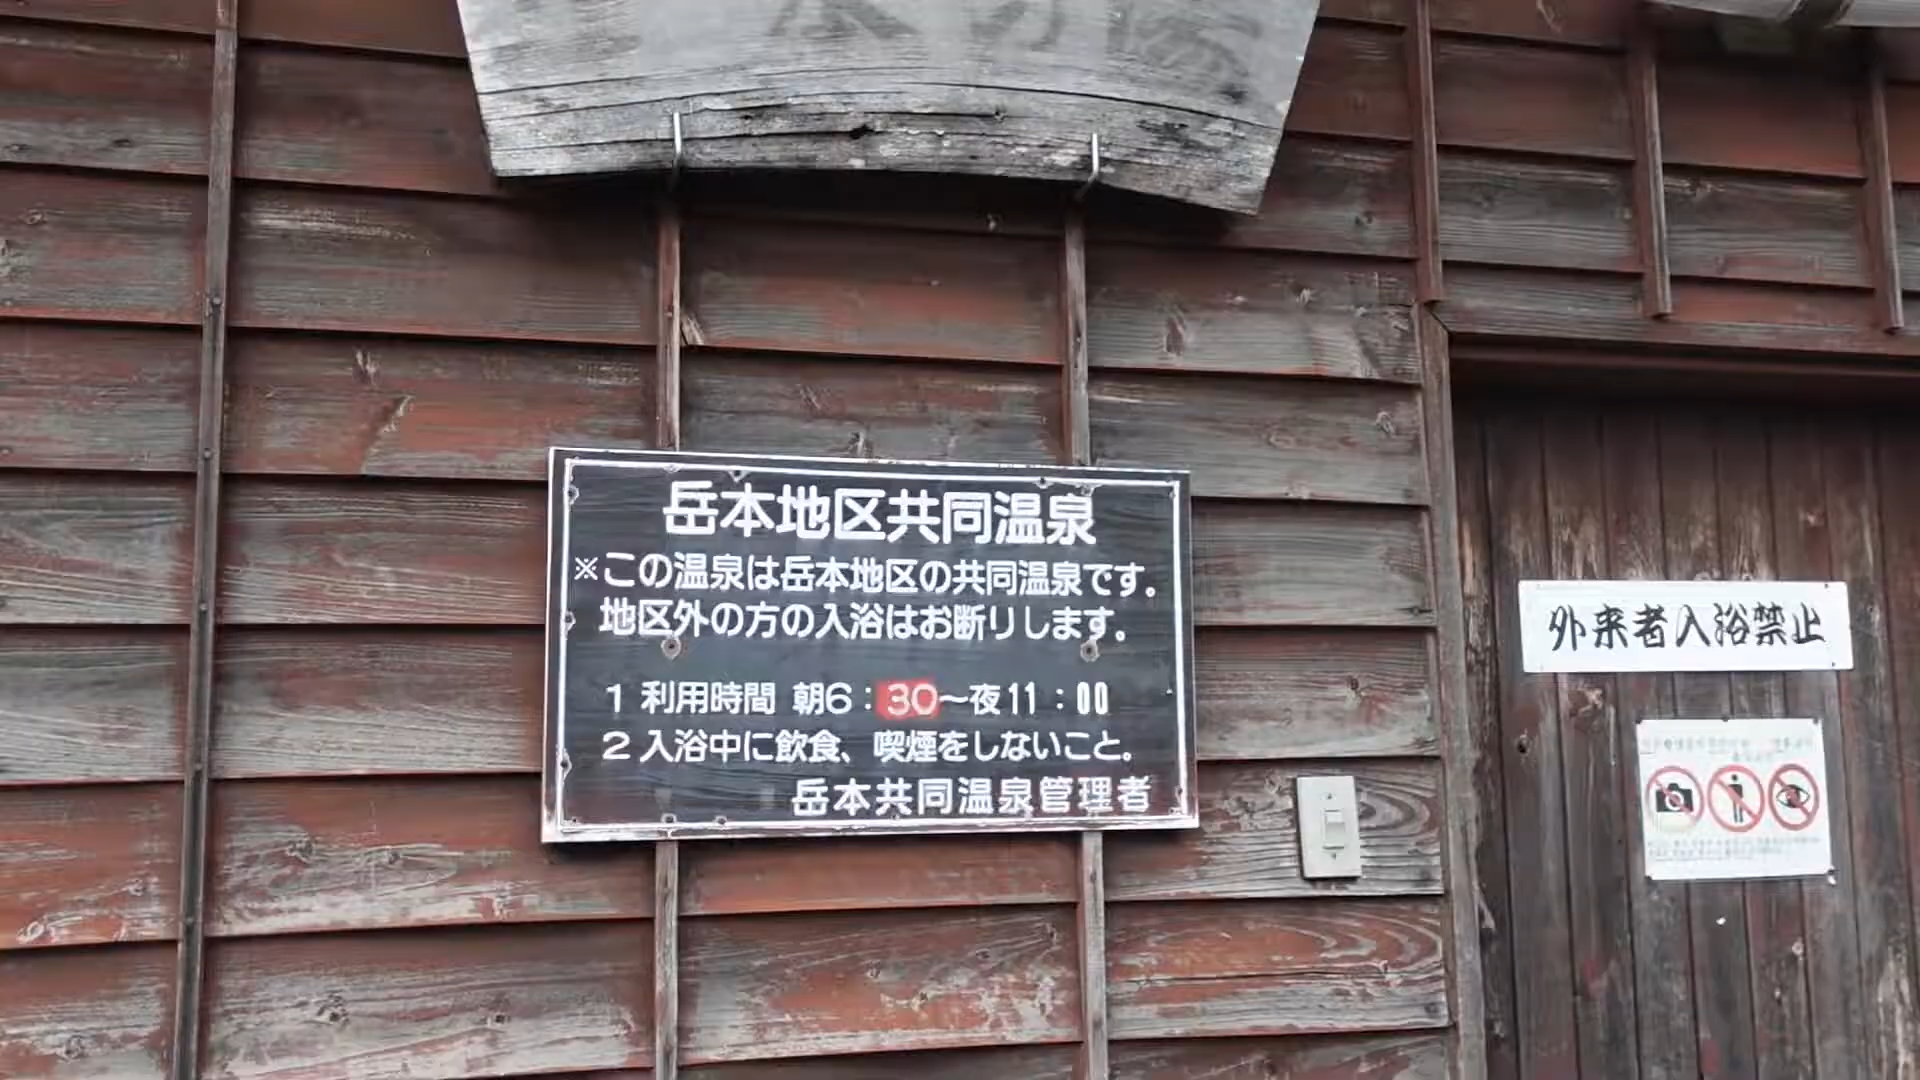 岳本地区共同温泉
※この温泉は岳本地区の共同温泉です。
地区外の方の入浴はお断りします。
1 利用時間 朝6：30〜夜11：00
2 入浴中に飲食、喫煙をしないこと。
岳本共同温泉管理者
外来者入浴禁止